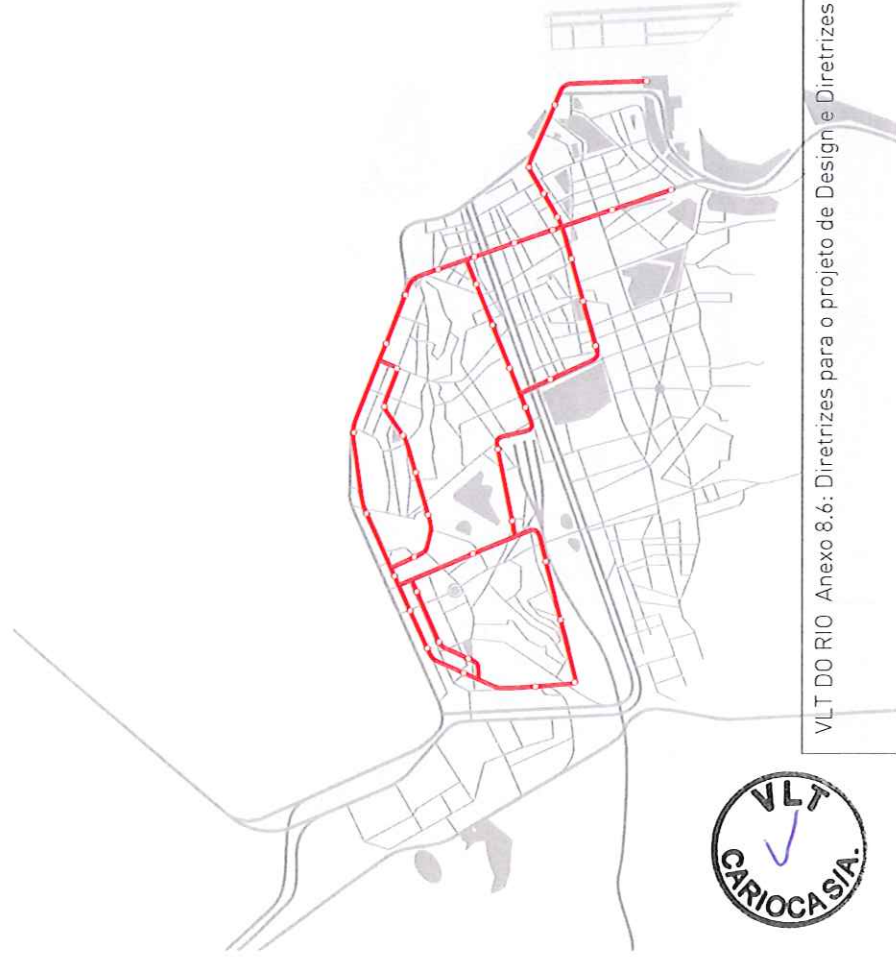 VLT DO RIO Anexo 8.6: Diretrizes para o projeto de Design e Diretrizes
VLT
CARIOCA S/A.